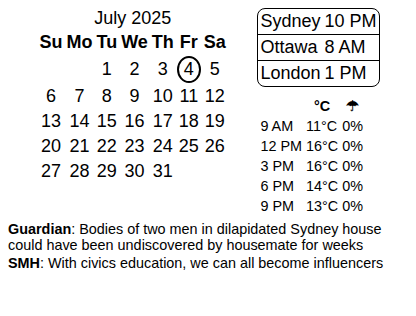 July 2025
Su Mo Tu We Th Fr Sa
1 2 3 4 5
6 7 8 9 10 11 12
13 14 15 16 17 18 19
20 21 22 23 24 25 26
27 28 29 30 31
Sydney 10 PM
Ottawa 8 AM
London 1 PM
°C ☂
9 AM 11°C 0%
12 PM 16°C 0%
3 PM 16°C 0%
6 PM 14°C 0%
9 PM 13°C 0%
Guardian: Bodies of two men in dilapidated Sydney house
could have been undiscovered by housemate for weeks
SMH: With civics education, we can all become influencers